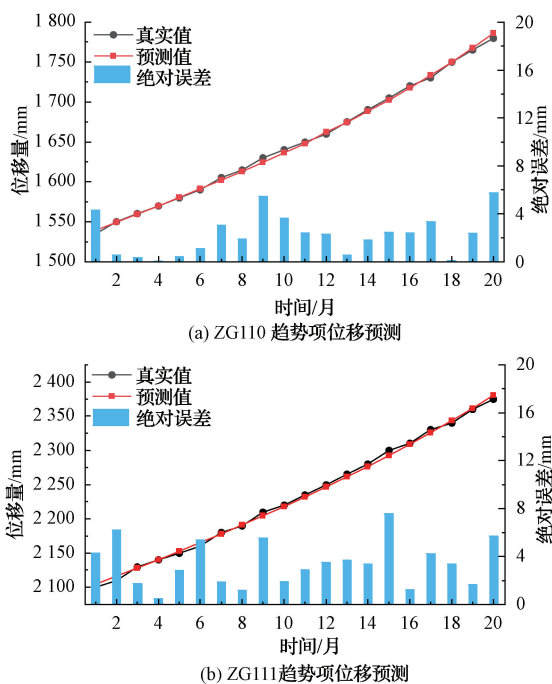 真实值
预测值
绝对误差
位移量/mm
1 800
1 750
1 700
1 650
1 600
1 550
1 500
20
16
12
8
4
0
绝对误差/mm
2 4 6 8 10 12 14 16 18 20
时间/月
(a) ZG110 趋势项位移预测
真实值
预测值
绝对误差
位移量/mm
2 400
2 350
2 300
2 250
2 200
2 150
2 100
20
16
12
8
4
0
绝对误差/mm
2 4 6 8 10 12 14 16 18 20
时间/月
(b) ZG111趋势项位移预测